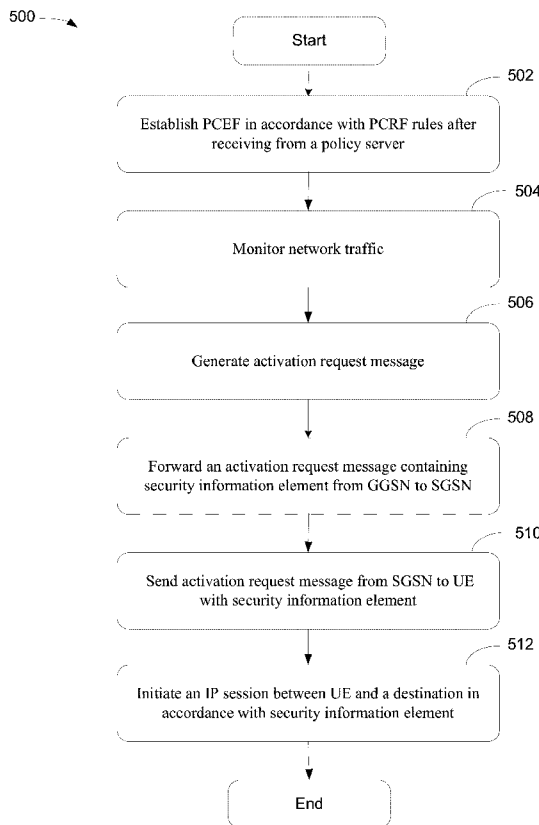 500
Start
502
Establish PCEF in accordance with PCRF rules after
receiving from a policy server
504
Monitor network traffic
506
Generate activation request message
508
Forward an activation request message containing
security information element from GGSN to SGSN
510
Send activation request message from SGSN to UE
with security information element
512
Initiate an IP session between UE and a destination in
accordance with security information element
End